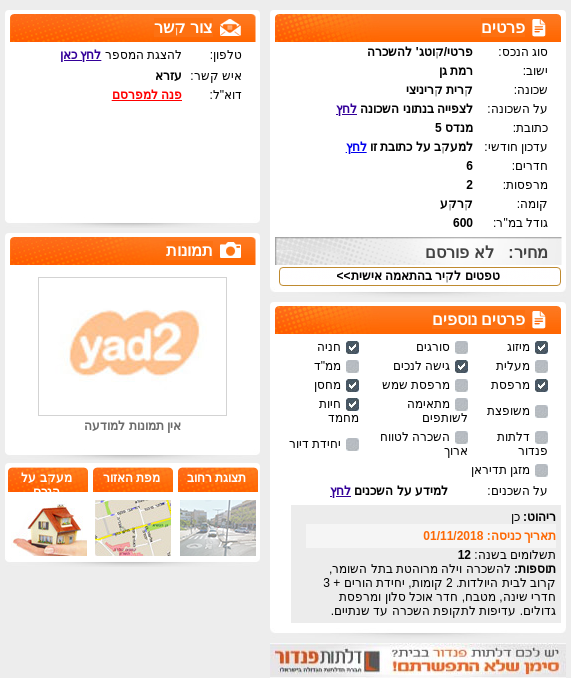 פרטים
סוג הנכס: פרטי/קוטג' להשכרה
ישוב: רמת גן
שכונה: קרית קריניצי
על השכונה: לצפייה בנתוני השכונה לחץ
כתובת: מנדס 5
עדכון חודשי: למעקב על כתובת זו לחץ
חדרים: 6
מרפסות: 2
קומה: קרקע
גודל במ"ר: 600
מחיר: לא פורסם
טפטים לקיר בהתאמה אישית>>
פרטים נוספים
מיזוג סורגים חניה
מעלית גישה לנכים ממ"ד
מרפסת מרפסת שמש מחסן
משופצת מתאימה לשותפים חיות מחמד
דלתות פנדור השכרה לטווח ארוך יחידת דיור
מזגן תדיראן
על השכנים: למידע על השכנים לחץ
ריהוט: כן
תאריך כניסה: 01/11/2018
תשלומים בשנה: 12
תוספות: להשכרה וילה מרוהטת בתל השומר,
קרוב לבית היולדות. 2 קומות, יחידת הורים + 3
חדרי שינה, מטבח, חדר אוכל סלון ומרפסת
גדולים. עדיפות לתקופת השכרה עד שנתיים.
יש לכם דלתות פנדור בבית?
סימן שלא התפשרתם!
דלתות פנדור
חברת הדלתות הגדולה בישראל
צור קשר
טלפון: להצגת המספר לחץ כאן
איש קשר: עזרא
דוא"ל: פנה למפרסם
תמונות
yad2
אין תמונות למודעה
תצוגת רחוב
מפת האזור
מעקב על
הנכס